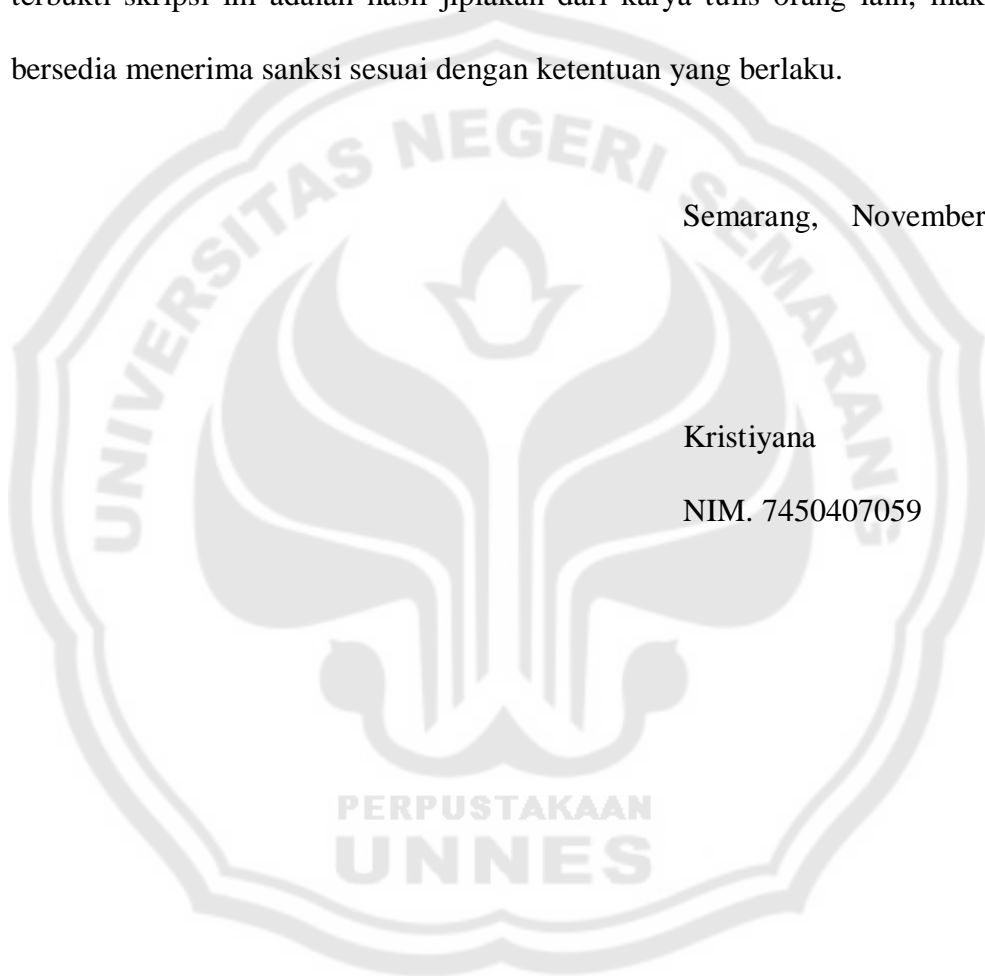 terbukti skripsi ini adalah hasil jiplakan dari karya tulis orang lain,
bersedia menerima sanksi sesuai dengan ketentuan yang berlaku.
Semarang, November
Kristiyana
NIM. 7450407059
UNIVERSITAS NEGERI SEMARANG
PERPUSTAKAAN
UNNES